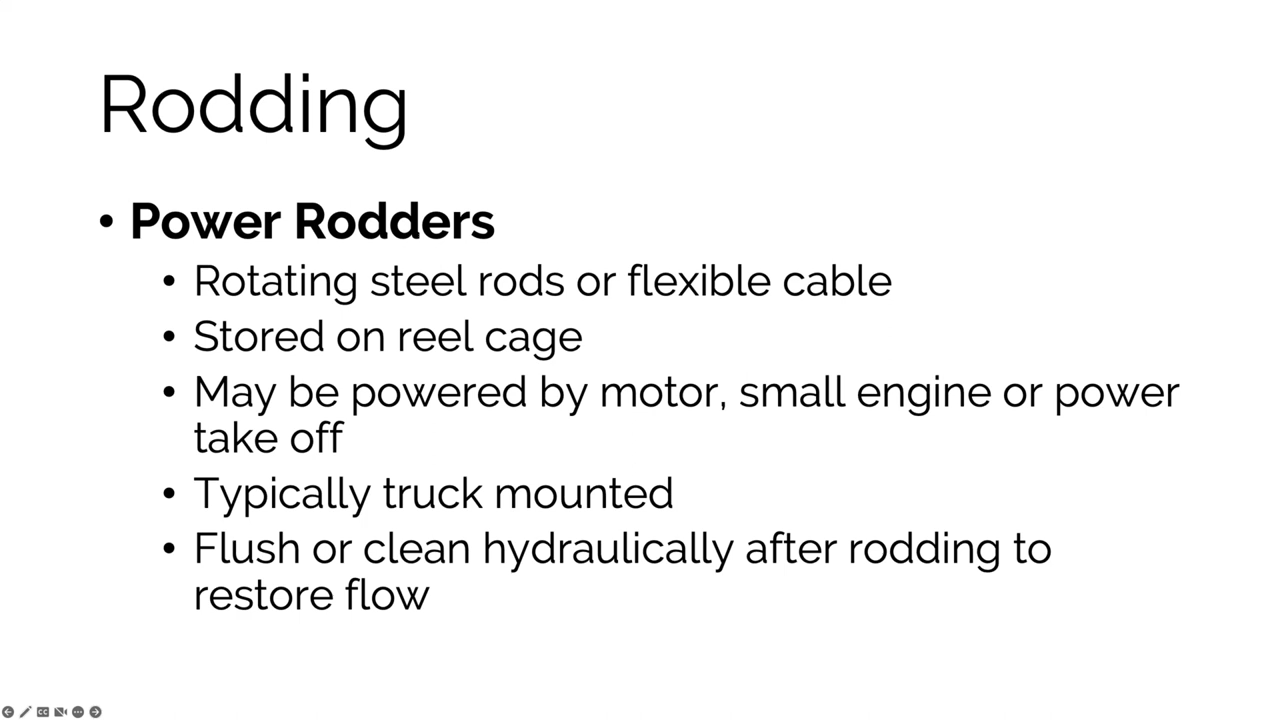 Rodding
• Power Rodders
• Rotating steel rods or flexible cable
• Stored on reel cage
• May be powered by motor, small engine or power
take off
• Typically truck mounted
• Flush or clean hydraulically after rodding to
restore flow
CC